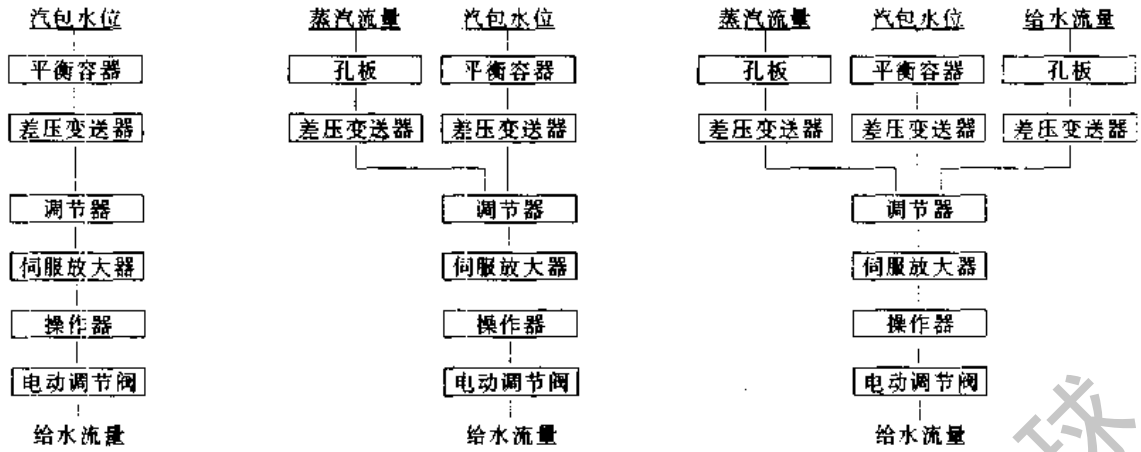 汽包水位
平衡容器
差压变送器
调节器
伺服放大器
操作器
电动调节阀
给水流量
蒸汽流量 汽包水位
孔板 平衡容器
差压变送器 差压变送器
调节器
伺服放大器
操作器
电动调节阀
给水流量
蒸汽流量 汽包水位 给水流量
孔板 平衡容器 孔板
差压变送器 差压变送器 差压变送器
调节器
伺服放大器
操作器
电动调节阀
给水流量
球